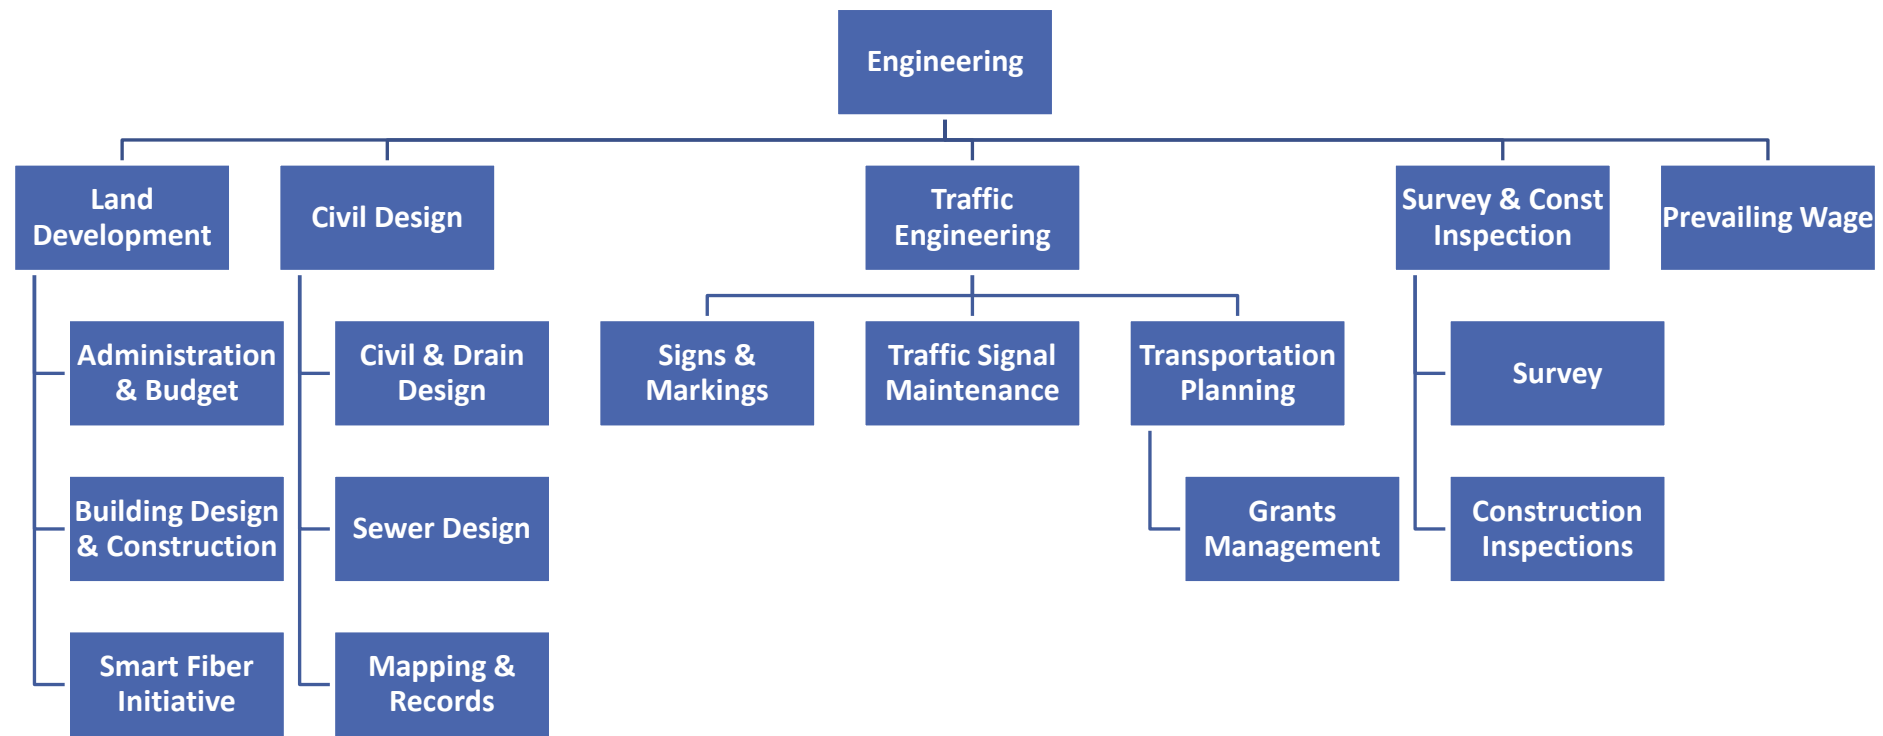 Engineering
Land
Development
Civil Design
Traffic
Engineering
Survey & Const
Inspection
Prevailing Wage
Administration
& Budget
Civil & Drain
Design
Signs &
Markings
Traffic Signal
Maintenance
Transportation
Planning
Survey
Building Design
& Construction
Sewer Design
Grants
Management
Construction
Inspections
Smart Fiber
Initiative
Mapping &
Records